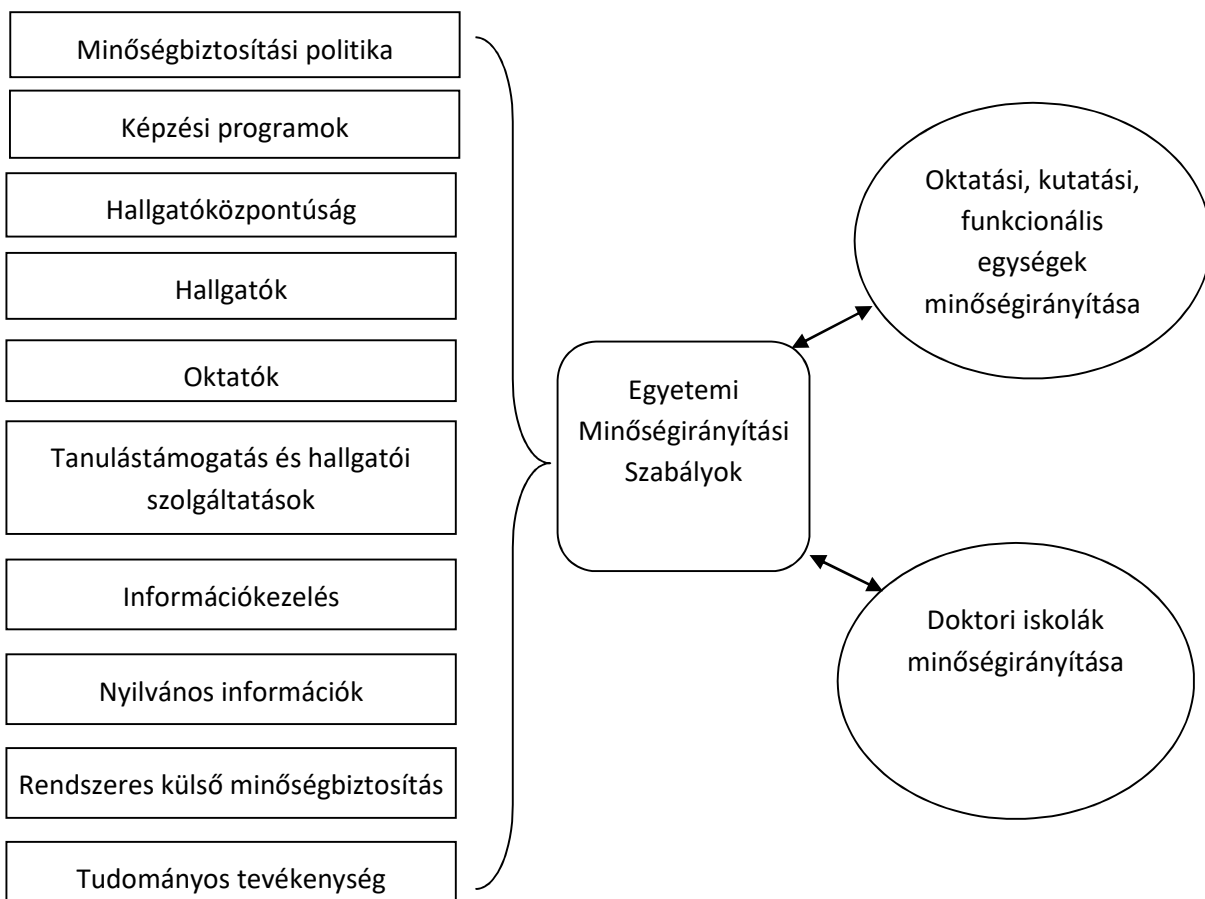 Minőségbiztosítási politika
Képzési programok
Hallgatóközpontúság
Hallgatók
Oktatók
Tanulástámogatás és hallgatói
szolgáltatások
Információkezelés
Nyilvános információk
Rendszeres külső minőségbiztosítás
Tudományos tevékenység
Egyetemi
Minőségirányítási
Szabályok
Oktatási, kutatási,
funkcionális
egységek
minőségirányítása
Doktori iskolák
minőségirányítása